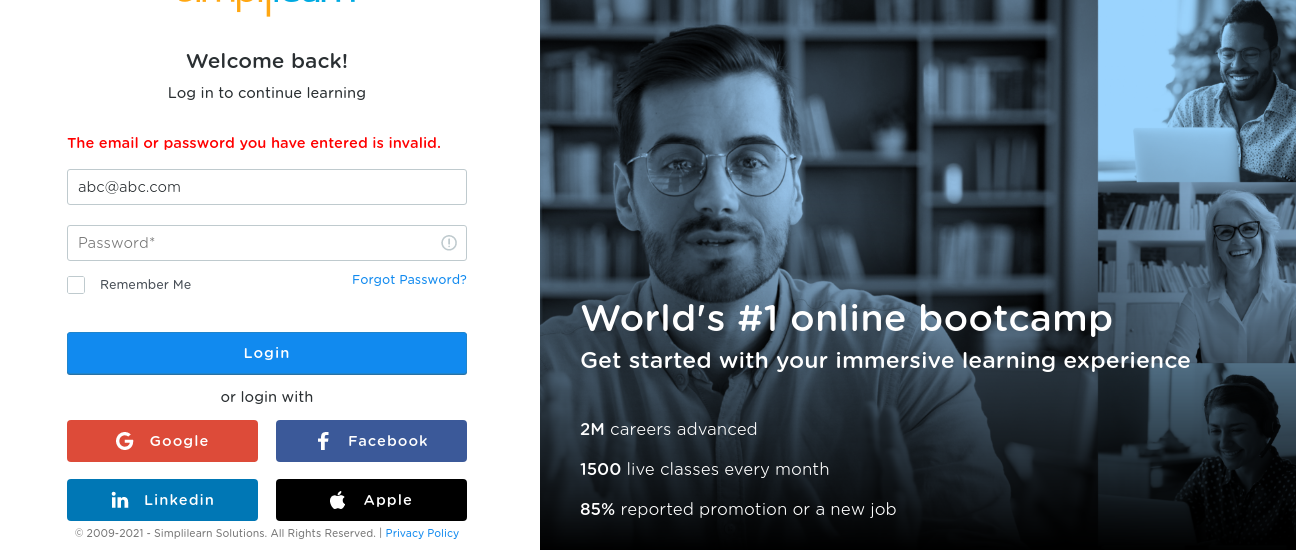 simplilearn
Welcome back!
Log in to continue learning
The email or password you have entered is invalid.
abc@abc.com
Password*
Remember Me
Forgot Password?
Login
or login with
Google
Facebook
Linkedin
Apple
© 2009-2021 - Simplilearn Solutions. All Rights Reserved. | Privacy Policy
World's #1 online bootcamp
Get started with your immersive learning experience
2M careers advanced
1500 live classes every month
85% reported promotion or a new job